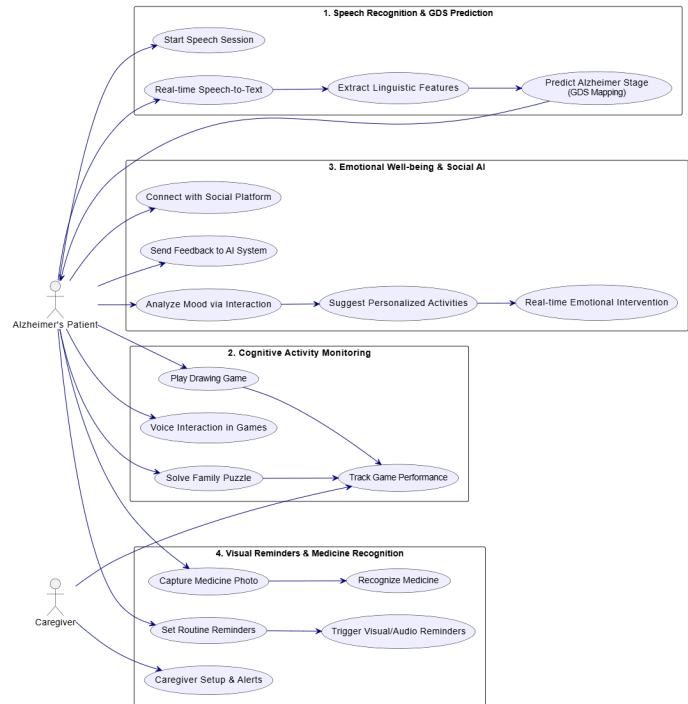 1. Speech Recognition & GDS Prediction
Start Speech Session
Real-time Speech-to-Text
Extract Linguistic Features
Predict Alzheimer Stage
(GDS Mapping)
3. Emotional Well-being & Social AI
Connect with Social Platform
Send Feedback to AI System
Analyze Mood via Interaction
Suggest Personalized Activities
Real-time Emotional Intervention
Alzheimer's Patient
2. Cognitive Activity Monitoring
Play Drawing Game
Voice Interaction in Games
Solve Family Puzzle
Track Game Performance
4. Visual Reminders & Medicine Recognition
Capture Medicine Photo
Recognize Medicine
Caregiver
Set Routine Reminders
Trigger Visual/Audio Reminders
Caregiver Setup & Alerts